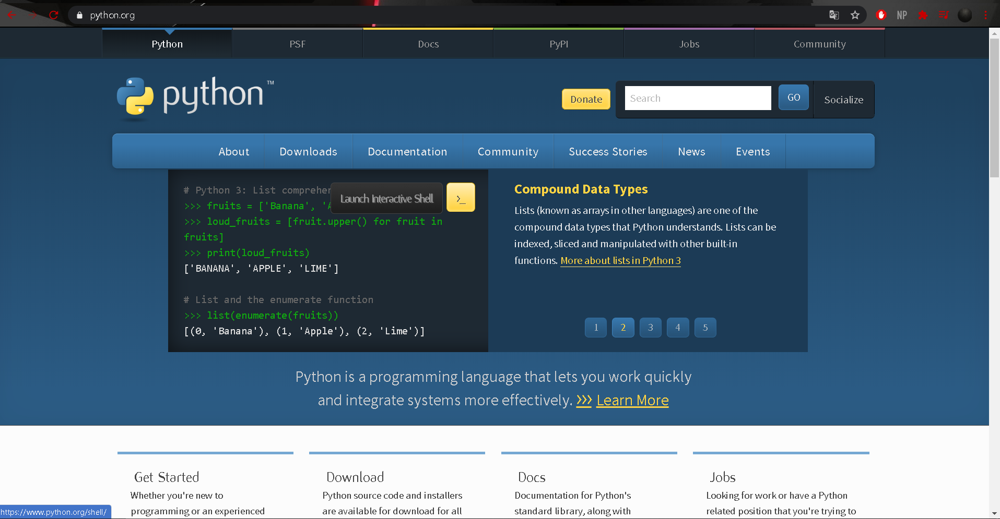 python.org
NP
Python PSF Docs PyPI Jobs Community
python™
Donate Search GO Socialize
About Downloads Documentation Community Success Stories News Events
# Python 3: List
>>> fruits = ['Banana',
>>> loud_fruits = [fruit.upper() for fruit in
fruits]
>>> print(loud_fruits)
['BANANA', 'APPLE', 'LIME']
# List and the enumerate function
>>> list(enumerate(fruits))
[(0, 'Banana'), (1, 'Apple'), (2, 'Lime')]
Launch Interactive Shell
>_
Compound Data Types
Lists (known as arrays in other languages) are one of the
compound data types that Python understands. Lists can be
indexed, sliced and manipulated with other built-in
functions. More about lists in Python 3
1 2 3 4 5
Python is a programming language that lets you work quickly
and integrate systems more effectively. >>> Learn More
Get Started
Whether you're new to
programming or an experienced
Download
Python source code and installers
are available for download for all
Docs
Documentation for Python's
standard library, along with
Jobs
Looking for work or have a Python
related position that you're trying to
https://www.python.org/shell/